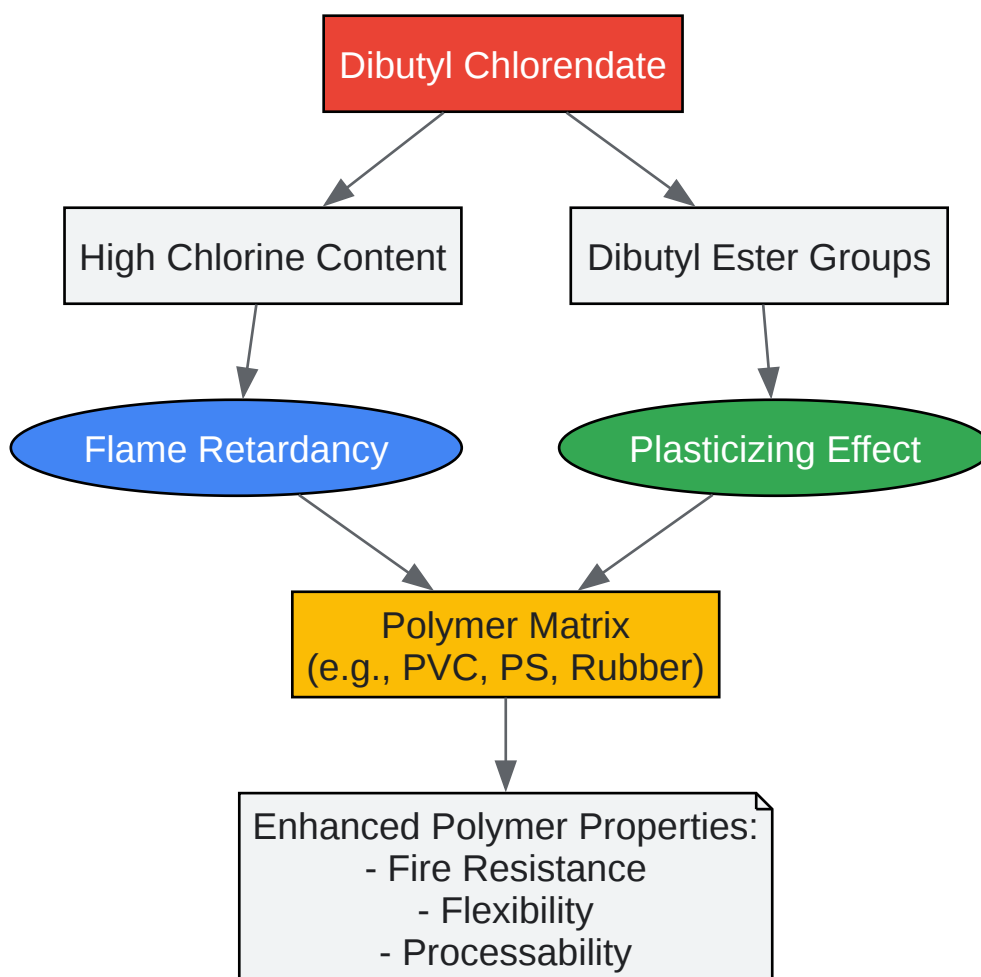 Dibutyl Chlorendate
High Chlorine Content
Dibutyl Ester Groups
Flame Retardancy
Plasticizing Effect
Polymer Matrix
(e.g., PVC, PS, Rubber)
Enhanced Polymer Properties:
- Fire Resistance
- Flexibility
- Processability